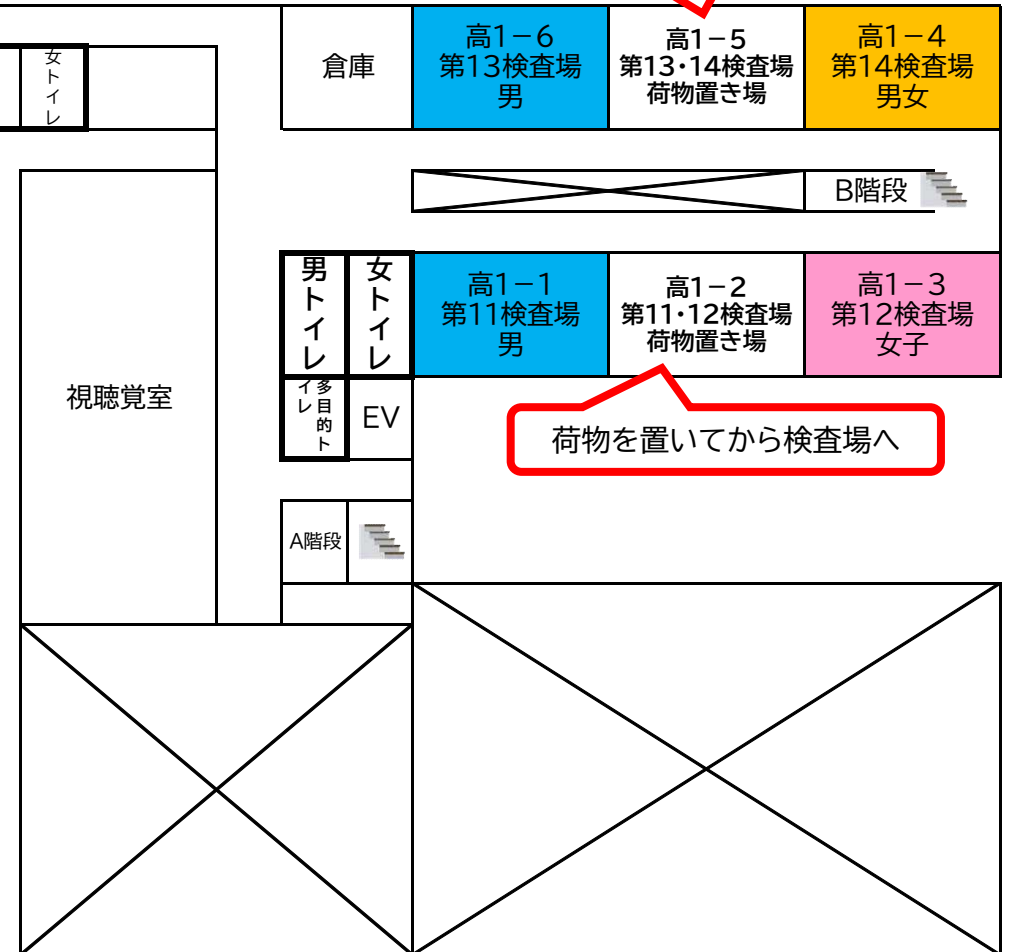 女トイレ
倉庫
高1－6
第13検査場
男
高1－5
第13・14検査場
荷物置き場
高1－4
第14検査場
男女
B階段
男トイレ
女トイレ
高1－1
第11検査場
男
高1－2
第11・12検査場
荷物置き場
高1－3
第12検査場
女子
視聴覚室
多目的ト
イレ
EV
荷物を置いてから検査場へ
A階段